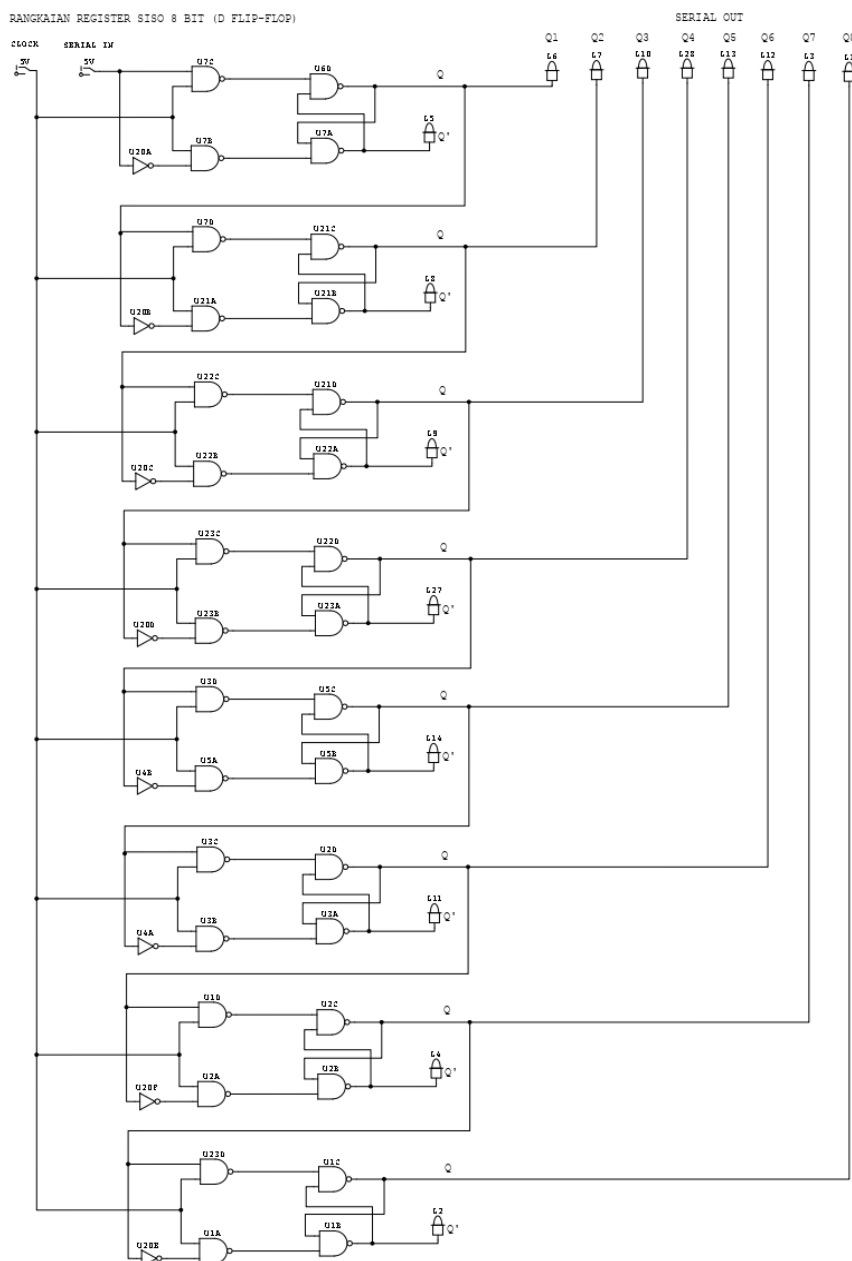 RANGKAIAN REGISTER SISO 8 BIT (D FLIP-FLOP)
SERIAL OUT
Q1 Q2 Q3 Q4 Q5 Q6 Q7
CLOCK SERIAL IN
5V 5V
L6 L7 L10 L28 L13 L12 L3
U7C U6D Q
L5 Q'
U20A U7B U7A
U7D U21C Q
L8 Q'
U20B U21A U21B
U22C U21D Q
L9 Q'
U20C U22B U22A
U23C U22D Q
L27 Q'
U20D U23B U23A
U3D U5C Q
L14 Q'
U4B U5A U5B
U3C U2D Q
L11 Q'
U4A U3B U3A
U1D U2C Q
L4 Q'
U20F U2A U2B
U23D U1C Q
L2 Q'
U20E U1A U1B